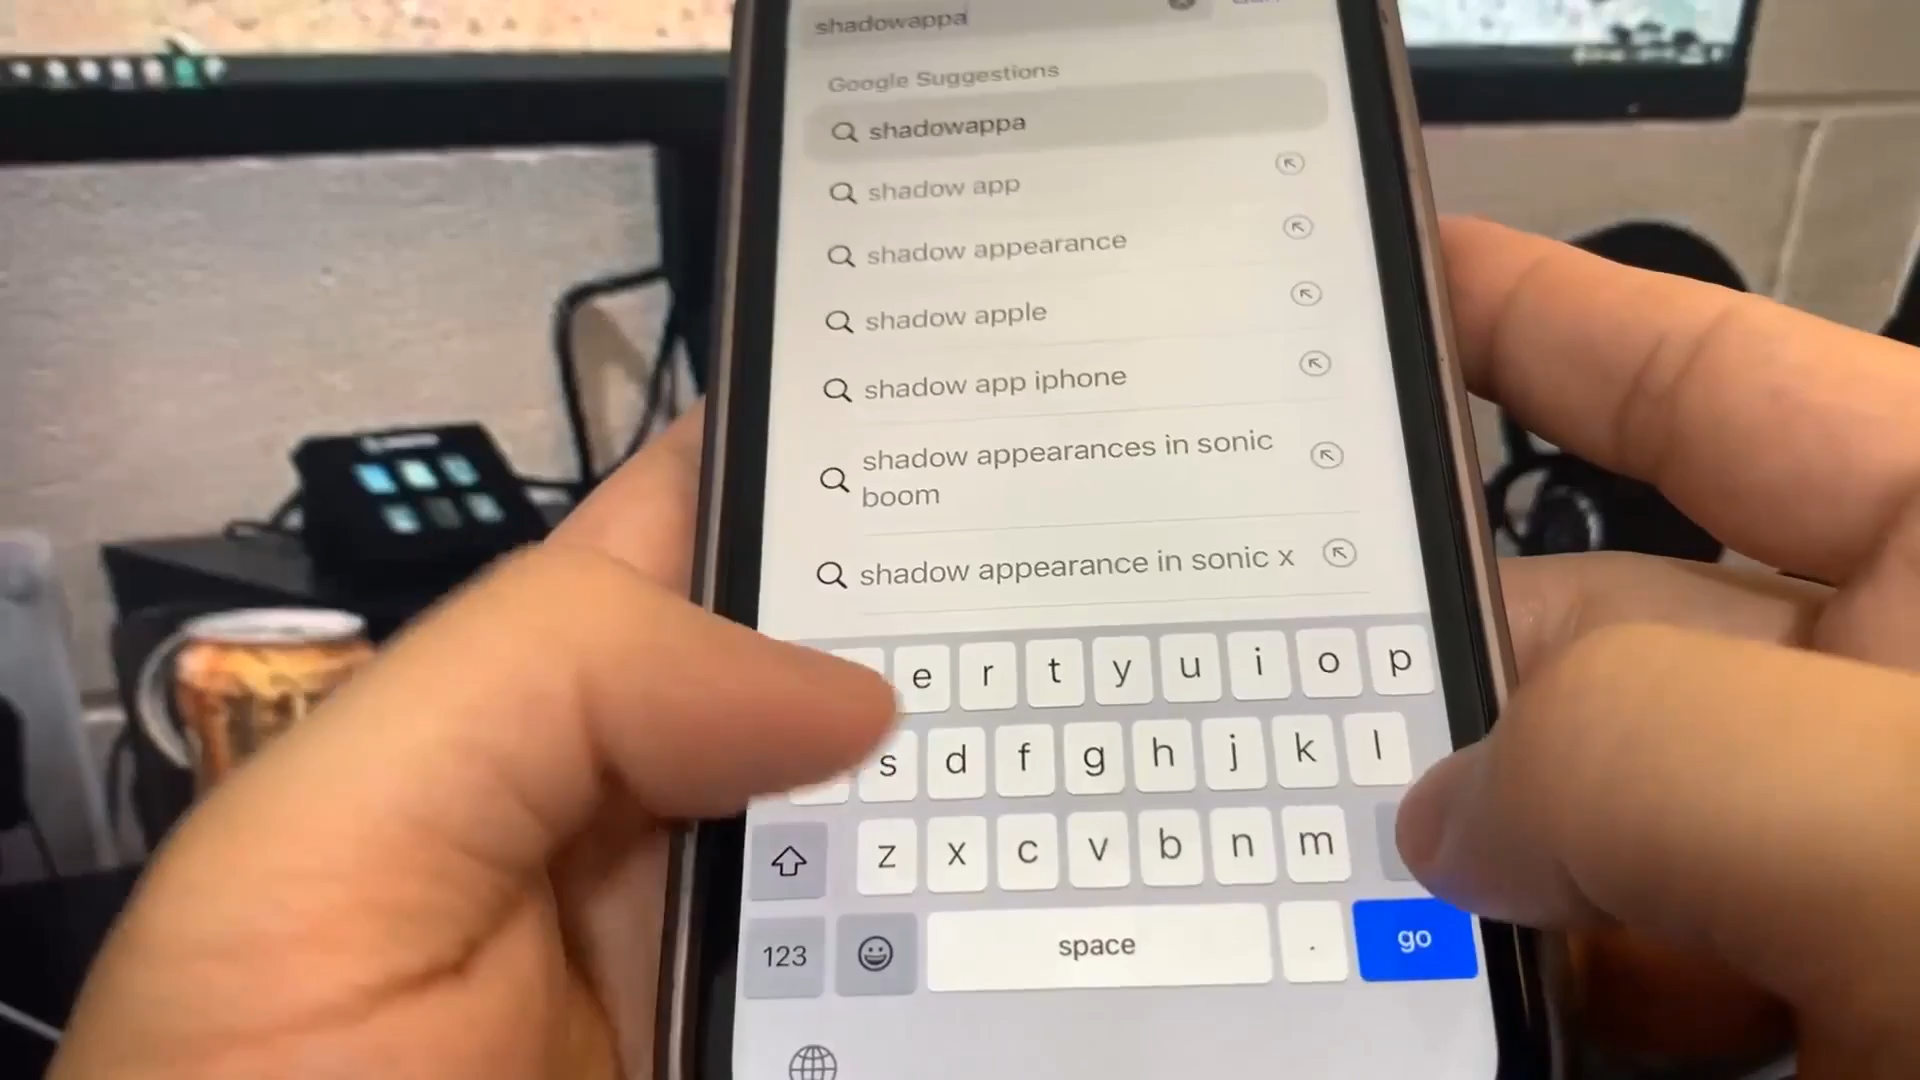 shadowappa
Google Suggestions
shadowappa
shadow app
shadow appearance
shadow apple
shadow app iphone
shadow appearances in sonic
boom
shadow appearance in sonic x
e r t y u i o p
s d f g h j k l
z x c v b n m
123 space . go